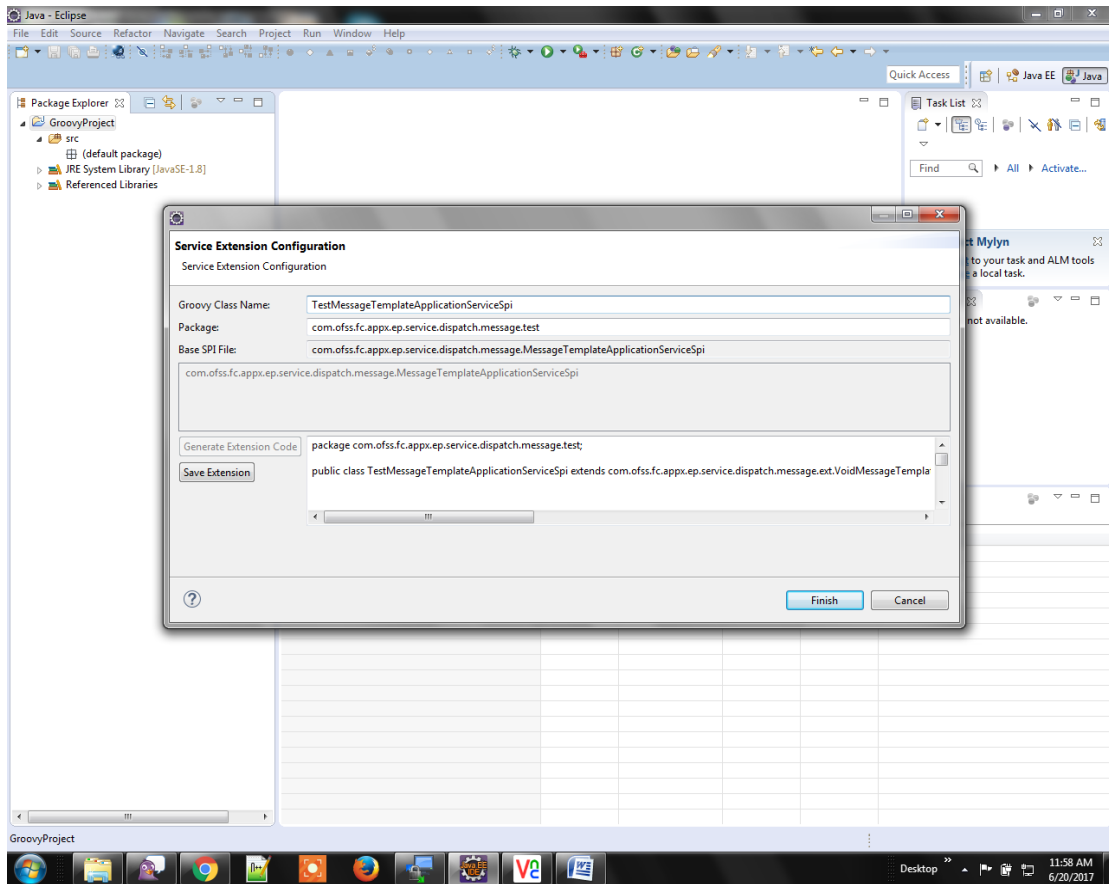 Java - Eclipse
File Edit Source Refactor Navigate Search Project Run Window Help
Quick Access
Java EE
Java
Package Explorer
GroovyProject
src
(default package)
JRE System Library [JavaSE-1.8]
Referenced Libraries
Task List
Find
All
Activate...
Mylyn
to your task and ALM tools
a local task.
not available.
Service Extension Configuration
Service Extension Configuration
Groovy Class Name: TestMessageTemplateApplicationServiceSpi
Package: com.ofss.fc.appx.ep.service.dispatch.message.test
Base SPI File: com.ofss.fc.appx.ep.service.dispatch.message.MessageTemplateApplicationServiceSpi
com.ofss.fc.appx.ep.service.dispatch.message.MessageTemplateApplicationServiceSpi
Generate Extension Code
package com.ofss.fc.appx.ep.service.dispatch.message.test;
Save Extension
public class TestMessageTemplateApplicationServiceSpi extends com.ofss.fc.appx.ep.service.dispatch.message.ext.VoidMessageTempla
Finish
Cancel
GroovyProject
Desktop
11:58 AM
6/20/2017